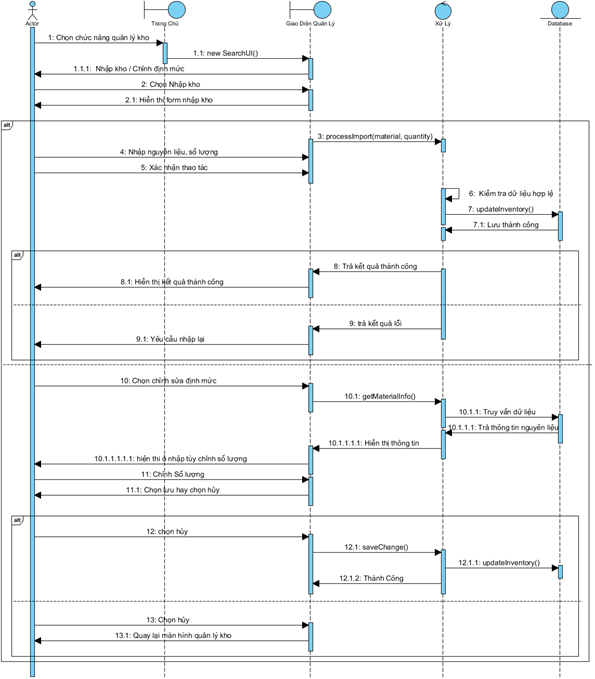 Actor
Trang Chủ
Giao Diện Quản Lý
Xử Lý
Database
1: Chọn chức năng quản lý kho
1.1: new SearchUI()
1.1.1: Nhập kho / Chỉnh định mức
2: Chọn Nhập kho
2.1: Hiển thị form nhập kho
alt
3: processImport(material, quantity)
4: Nhập nguyên liệu, số lượng
5: Xác nhận thao tác
6: Kiểm tra dữ liệu hợp lệ
7: updateInventory()
7.1: Lưu thành công
alt
8: Trả kết quả thành công
8.1: Hiển thị kết quả thành công
9: trả kết quả lỗi
9.1: Yêu cầu nhập lại
10: Chọn chỉnh sửa định mức
10.1: getMaterialInfo()
10.1.1: Truy vấn dữ liệu
10.1.1.1: Trả thông tin nguyên liệu
10.1.1.1.1: Hiển thị thông tin
10.1.1.1.1.1: hiện thi ô nhập tùy chỉnh số lượng
11: Chỉnh Số lượng
11.1: Chọn lưu hay chọn hủy
alt
12: chọn hủy
12.1: saveChange()
12.1.1: updateInventory()
12.1.2: Thành Công
13: Chọn hủy
13.1: Quay lại màn hình quản lý kho